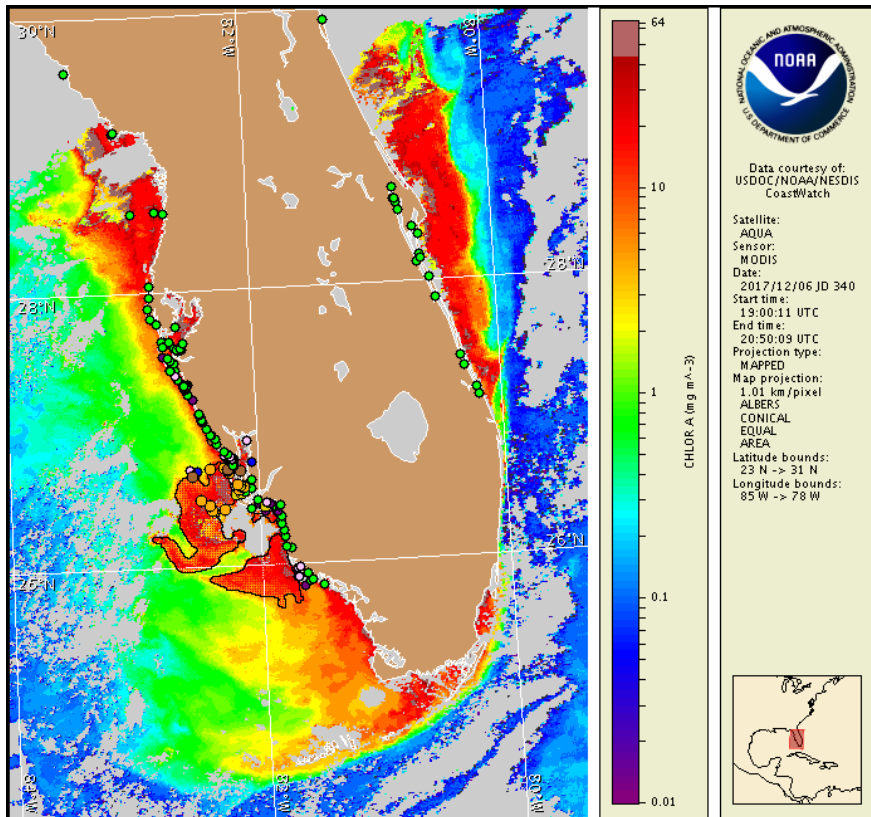 30°N
82°W
80°W
28°N
28°N
26°N
26°N
84°W
82°W
80°W
64
10
1
0.1
0.01
CHLOR A (mg m^-3)
NATIONAL OCEANIC AND ATMOSPHERIC ADMINISTRATION
NOAA
U.S. DEPARTMENT OF COMMERCE
Data courtesy of:
USDOC/NOAA/NESDIS
CoastWatch
Satellite:
AQUA
Sensor:
MODIS
Date:
2017/12/06 JD 340
Start time:
19:00:11 UTC
End time:
20:50:09 UTC
Projection type:
MAPPED
Map projection:
1.01 km/pixel
ALBERS
CONICAL
EQUAL
AREA
Latitude bounds:
23 N -> 31 N
Longitude bounds:
85 W -> 78 W